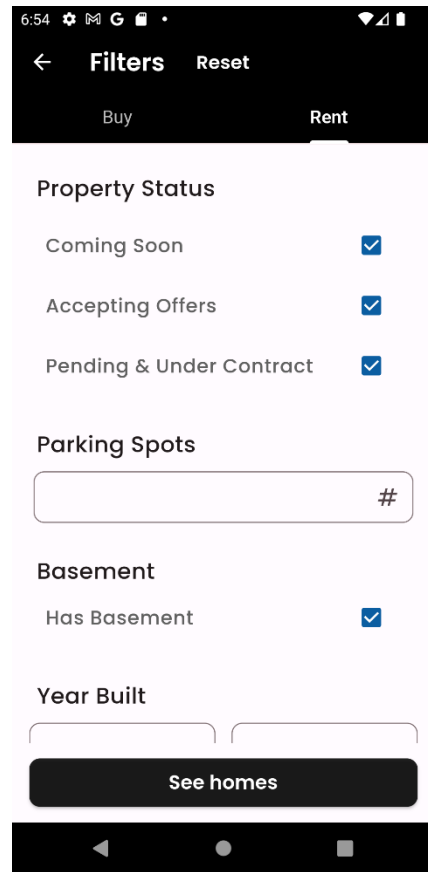 6:54 G
Filters Reset
Buy Rent
Property Status
Coming Soon
Accepting Offers
Pending & Under Contract
Parking Spots
#
Basement
Has Basement
Year Built
See homes